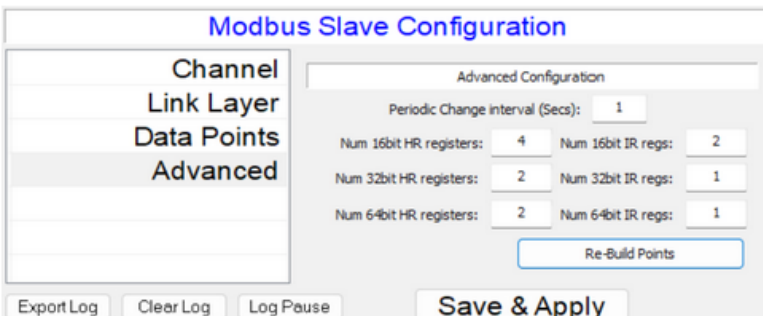 Modbus Slave Configuration
Channel
Link Layer
Data Points
Advanced
Advanced Configuration
Periodic Change interval (Secs): 1
Num 16bit HR registers: 4 Num 16bit IR regs: 2
Num 32bit HR registers: 2 Num 32bit IR regs: 1
Num 64bit HR registers: 2 Num 64bit IR regs: 1
Re-Build Points
Export Log Clear Log Log Pause Save & Apply